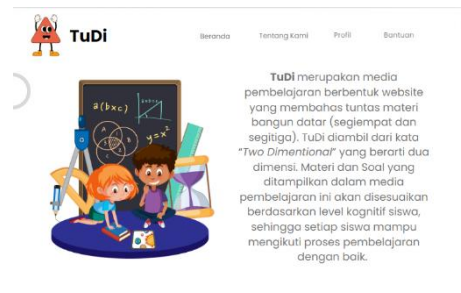 TuDi
Beranda Tentang Kami Profil Bantuan
TuDi merupakan media
pembelajaran berbentuk website
yang membahas tuntas materi
bangun datar (segiempat dan
segitiga). TuDi diambil dari kata
"Two Dimentional" yang berarti dua
dimensi. Materi dan Soal yang
ditampilkan dalam media
pembelajaran ini akan disesuaikan
berdasarkan level kognitif siswa,
sehingga setiap siswa mampu
mengikuti proses pembelajaran
dengan baik.
a(bxc)
y=x²